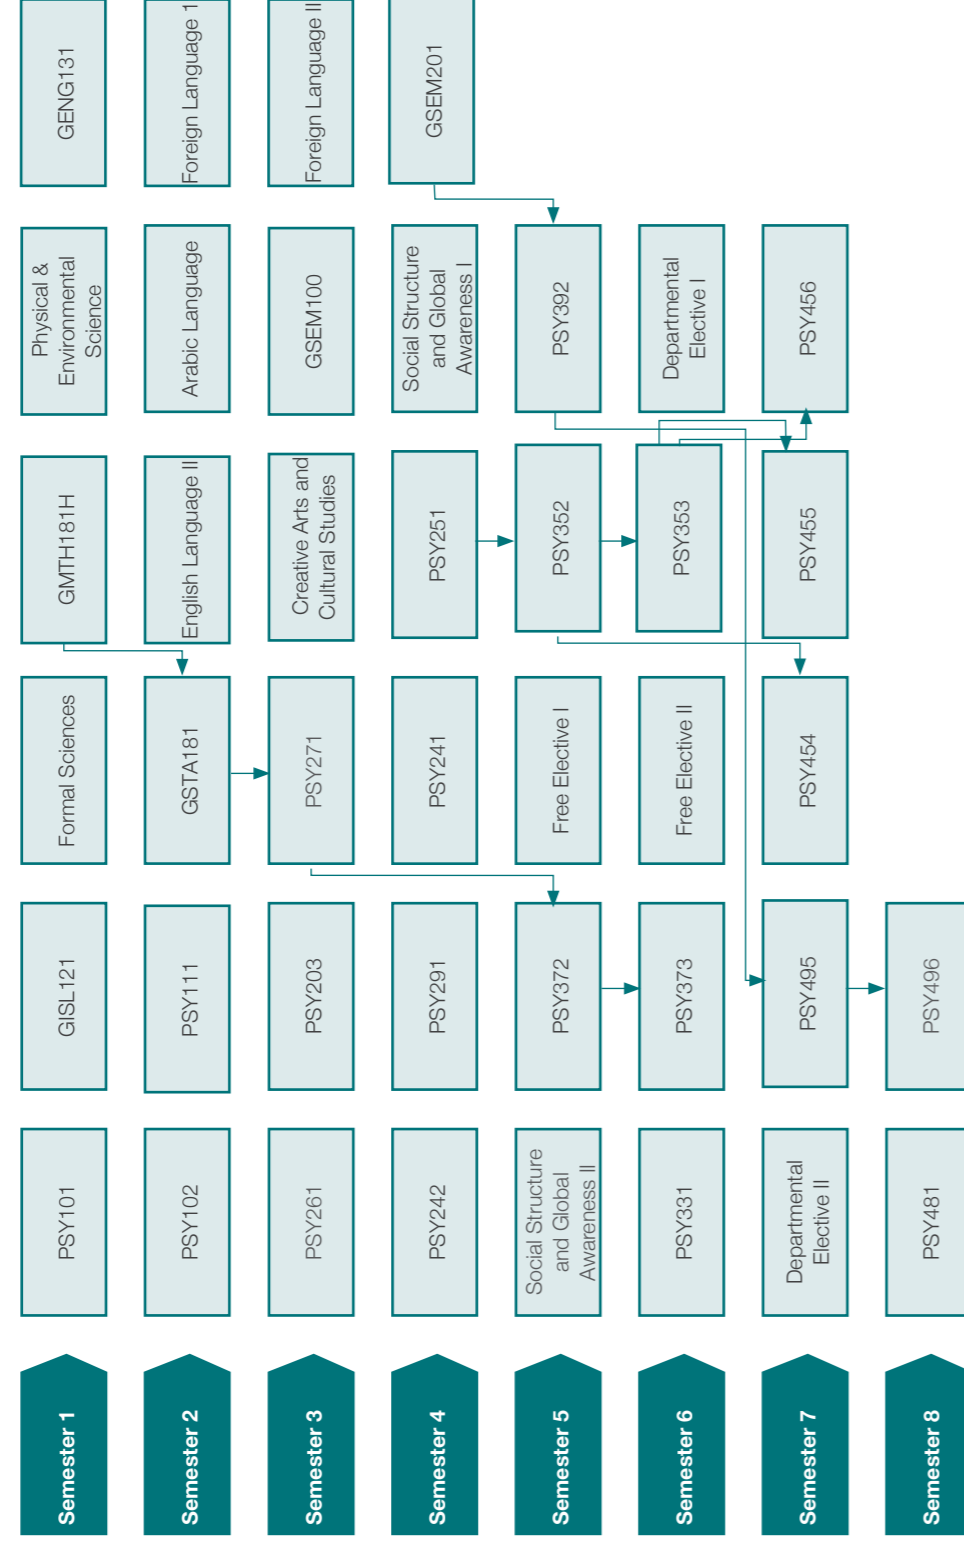 Semester 1
PSY101
GISL121
Formal Sciences
GMTH181H
Physical &
Environmental
Science
GENG131
Semester 2
PSY102
PSY111
GSTA181
English Language II
Arabic Language
Foreign Language 1
Semester 3
PSY261
PSY203
PSY271
Creative Arts and
Cultural Studies
GSEM100
Foreign Language II
Semester 4
PSY242
PSY291
PSY241
PSY251
Social Structure
and Global
Awareness I
GSEM201
Semester 5
Social Structure
and Global
Awareness II
PSY372
Free Elective I
PSY352
PSY392
Semester 6
PSY331
PSY373
Free Elective II
PSY353
Departmental
Elective I
Semester 7
Departmental
Elective II
PSY495
PSY454
PSY455
PSY456
Semester 8
PSY481
PSY496